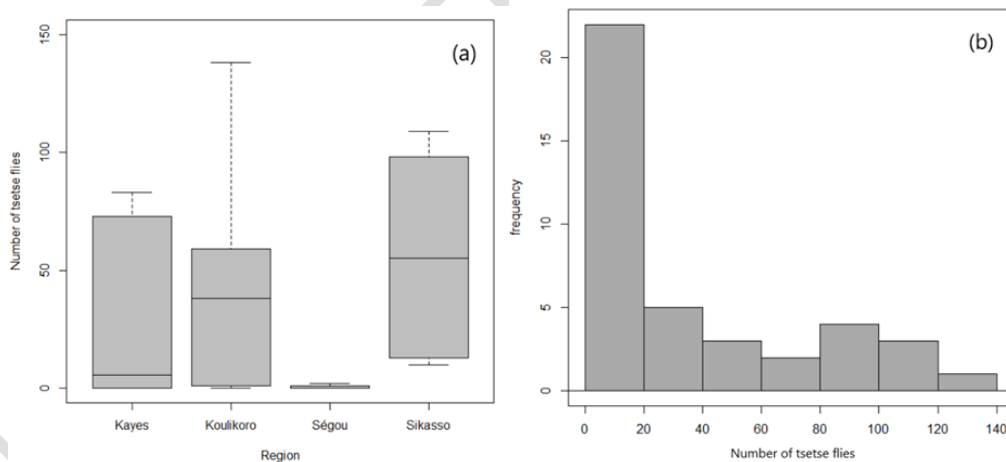 (a)
Number of tsetse flies
150
100
50
0
Kayes Koulikoro Ségou Sikasso
Region
(b)
frequency
20
15
10
5
0
0 20 40 60 80 100 120 140
Number of tsetse flies